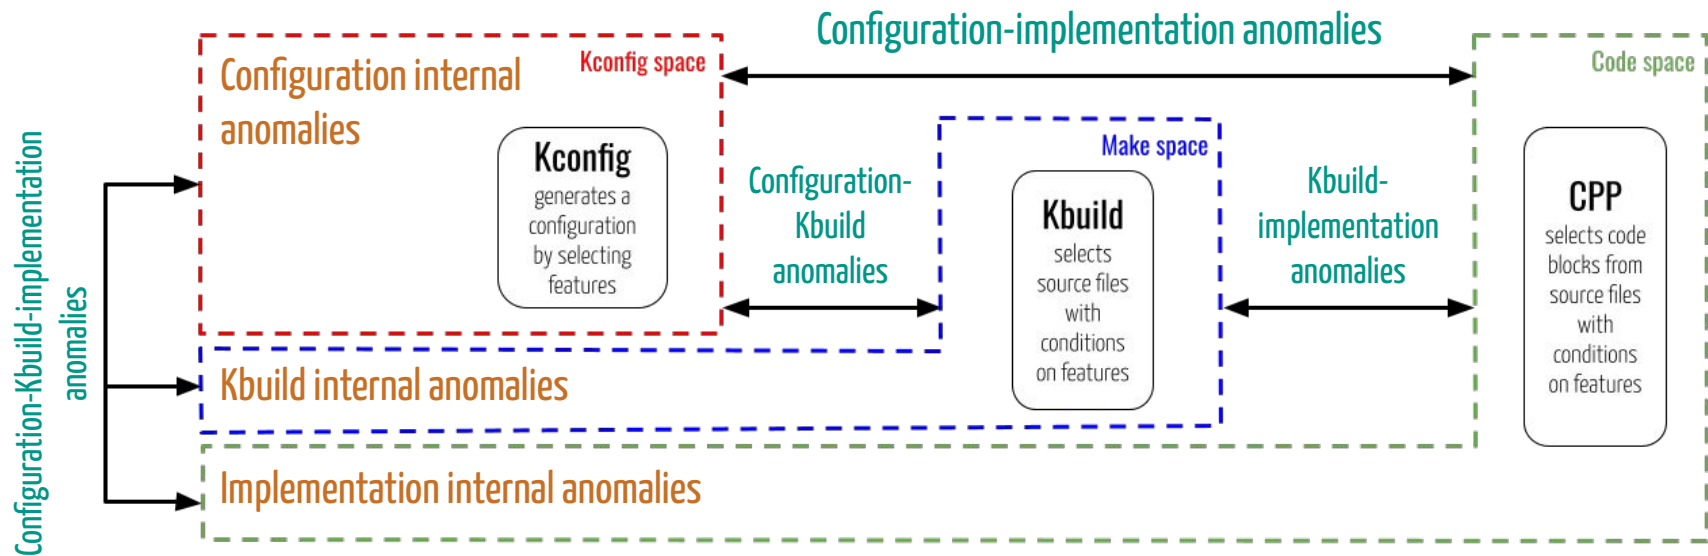 Configuration-implementation anomalies
Configuration internal
anomalies
Kconfig space
Code space
Kconfig
generates a
configuration
by selecting
features
Configuration-
Kbuild
anomalies
Make space
Kbuild
selects
source files
with
conditions
on features
Kbuild-
implementation
anomalies
CPP
selects code
blocks from
source files
with
conditions
on features
Configuration-Kbuild-implementation
anomalies
Kbuild internal anomalies
Implementation internal anomalies